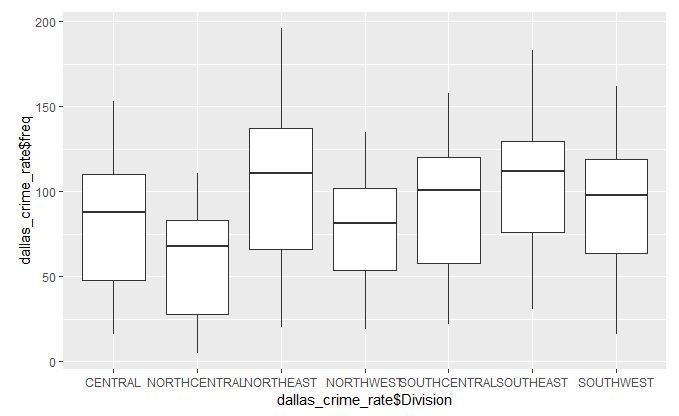 200
150
100
50
0
dallas_crime_rate$freq
CENTRAL NORTHCENTRAL NORTHEAST NORTHWEST SOUTHCENTRAL SOUTHEAST SOUTHWEST
dallas_crime_rate$Division